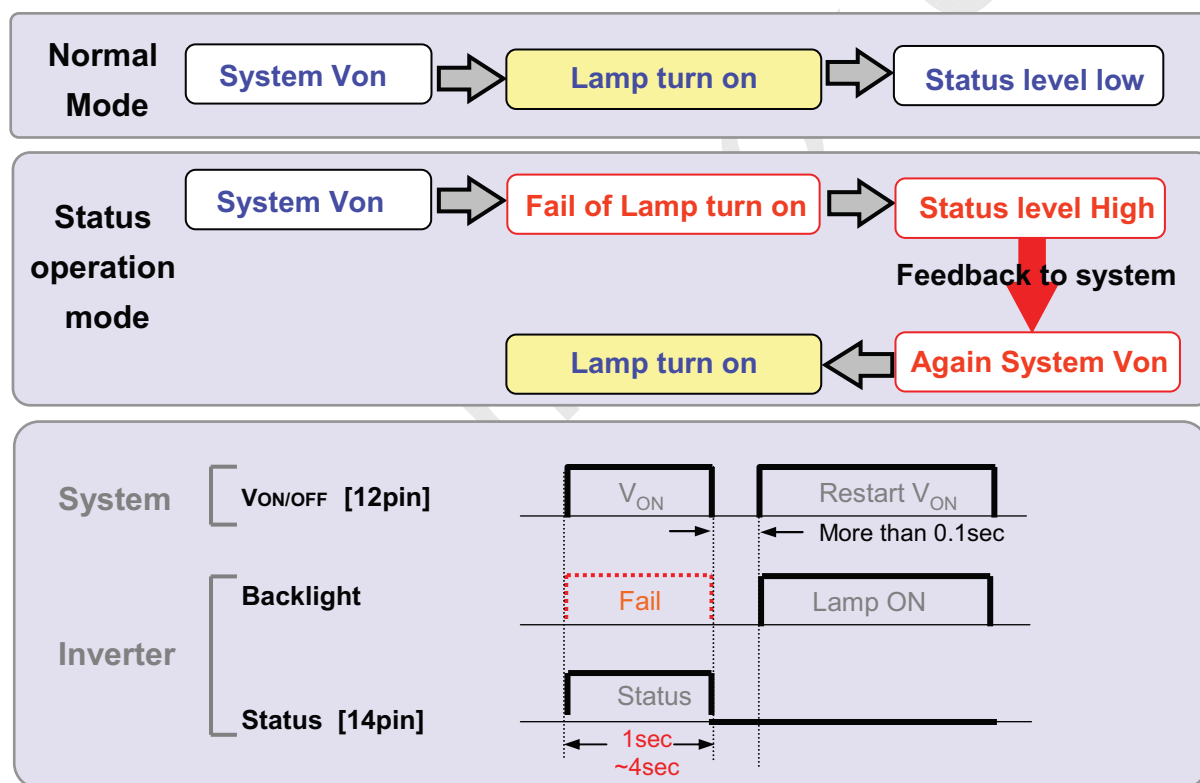 Normal
Mode
System Von
Lamp turn on
Status level low
Status
operation
mode
System Von
Fail of Lamp turn on
Status level High
Feedback to system
Lamp turn on
Again System Von
System
VON/OFF [12pin]
VON
Restart VON
More than 0.1sec
Inverter
Backlight
Fail
Lamp ON
Status [14pin]
Status
1sec
~4sec